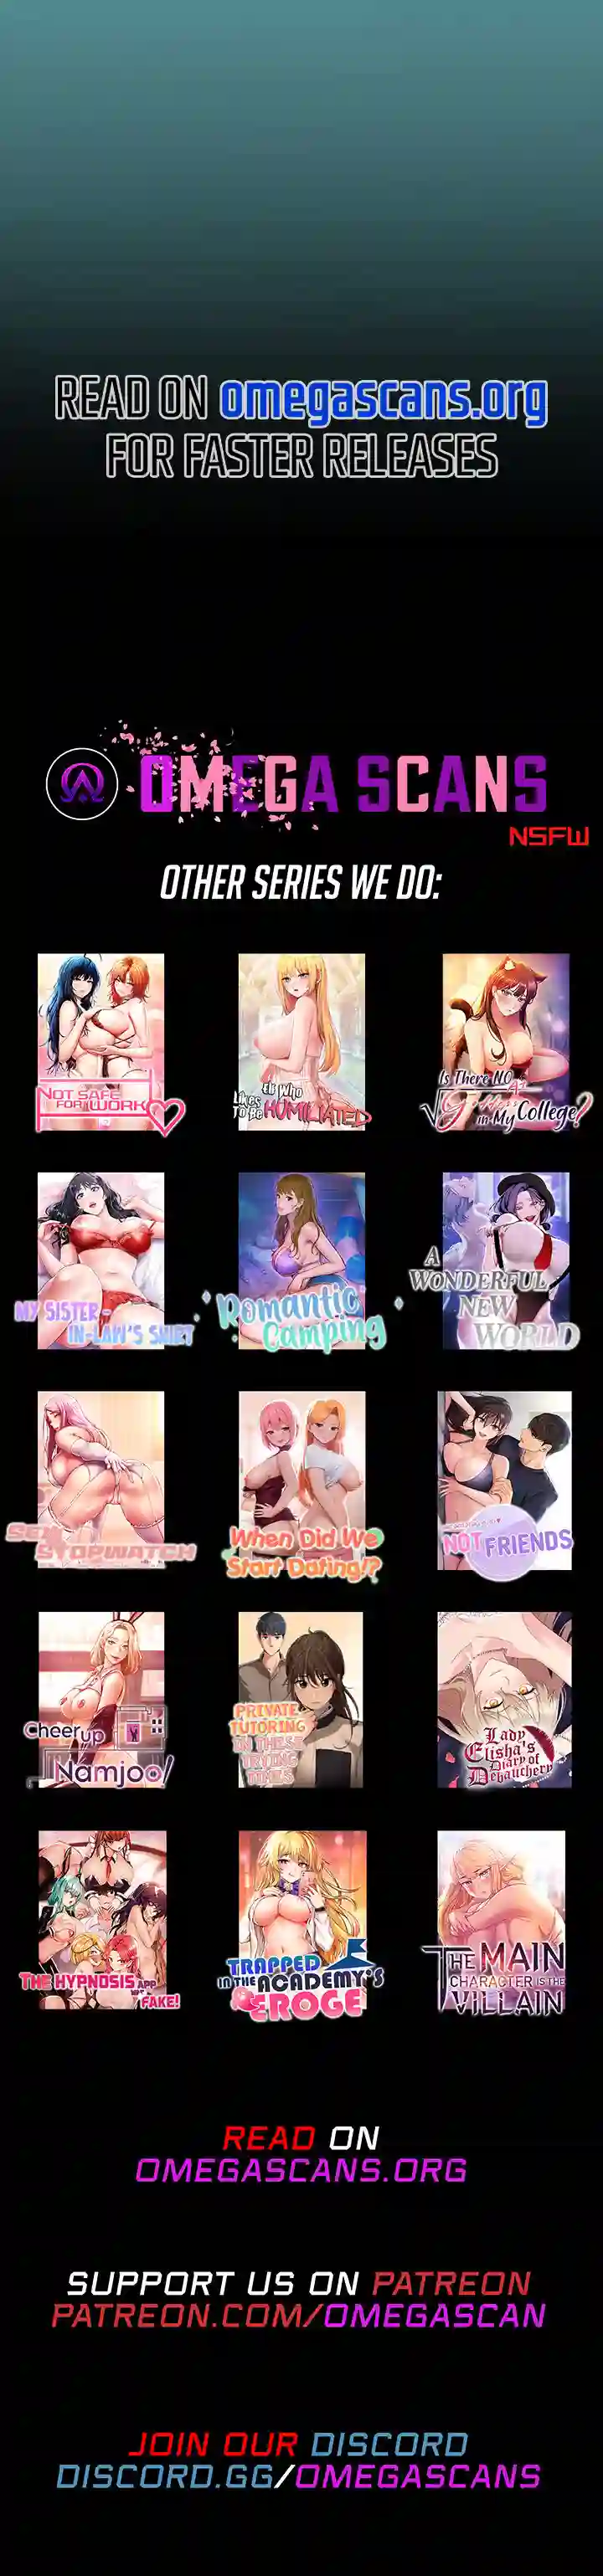 READ ON omegascans.org
FOR FASTER RELEASES
OMEGA SCANS
NSFW
OTHER SERIES WE DO:
NOT SAFE
FOR WORK
Elf Who
Likes
To Be HUMILIATED
Is There No
in My College?
MY SISTER-
IN-LAW'S SKIRT
Romantic
Camping
A
WONDERFUL
NEW
WORLD
SEX
STOPWATCH
When Did We
Start Dating!?
NOT FRIENDS
Cheer up
Namjoo!
PRIVATE
TUTORING
IN THESE
TRYING
TIMES
Lady
Elisha's
Diary of
Debauchery
THE HYPNOSIS APP
WAS
FAKE!
TRAPPED
IN THE ACADEMY'S
EROGE
THE MAIN
CHARACTER IS THE
VILLAIN
READ ON
OMEGASCANS.ORG
SUPPORT US ON PATREON
PATREON.COM/OMEGASCAN
JOIN OUR DISCORD
DISCORD.GG/OMEGASCANS